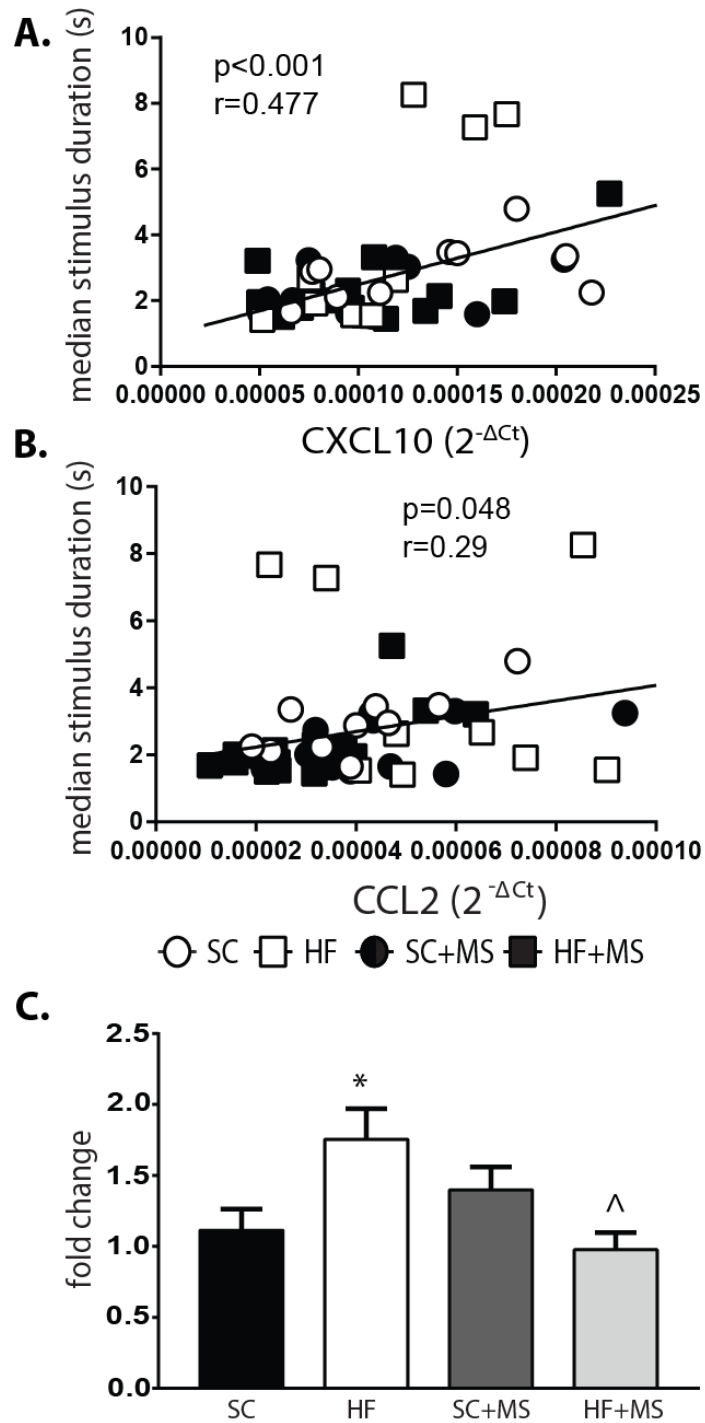 A.
median stimulus duration (s)
10
8
6
4
2
0
p<0.001
r=0.477
0.00000 0.00005 0.00010 0.00015 0.00020 0.00025
CXCL10 (2^-ΔCt)
B.
median stimulus duration (s)
10
8
6
4
2
0
p=0.048
r=0.29
0.00000 0.00002 0.00004 0.00006 0.00008 0.00010
CCL2 (2^-ΔCt)
SC HF SC+MS HF+MS
C.
fold change
2.5
2.0
1.5
1.0
0.5
0.0
*
^
SC HF SC+MS HF+MS